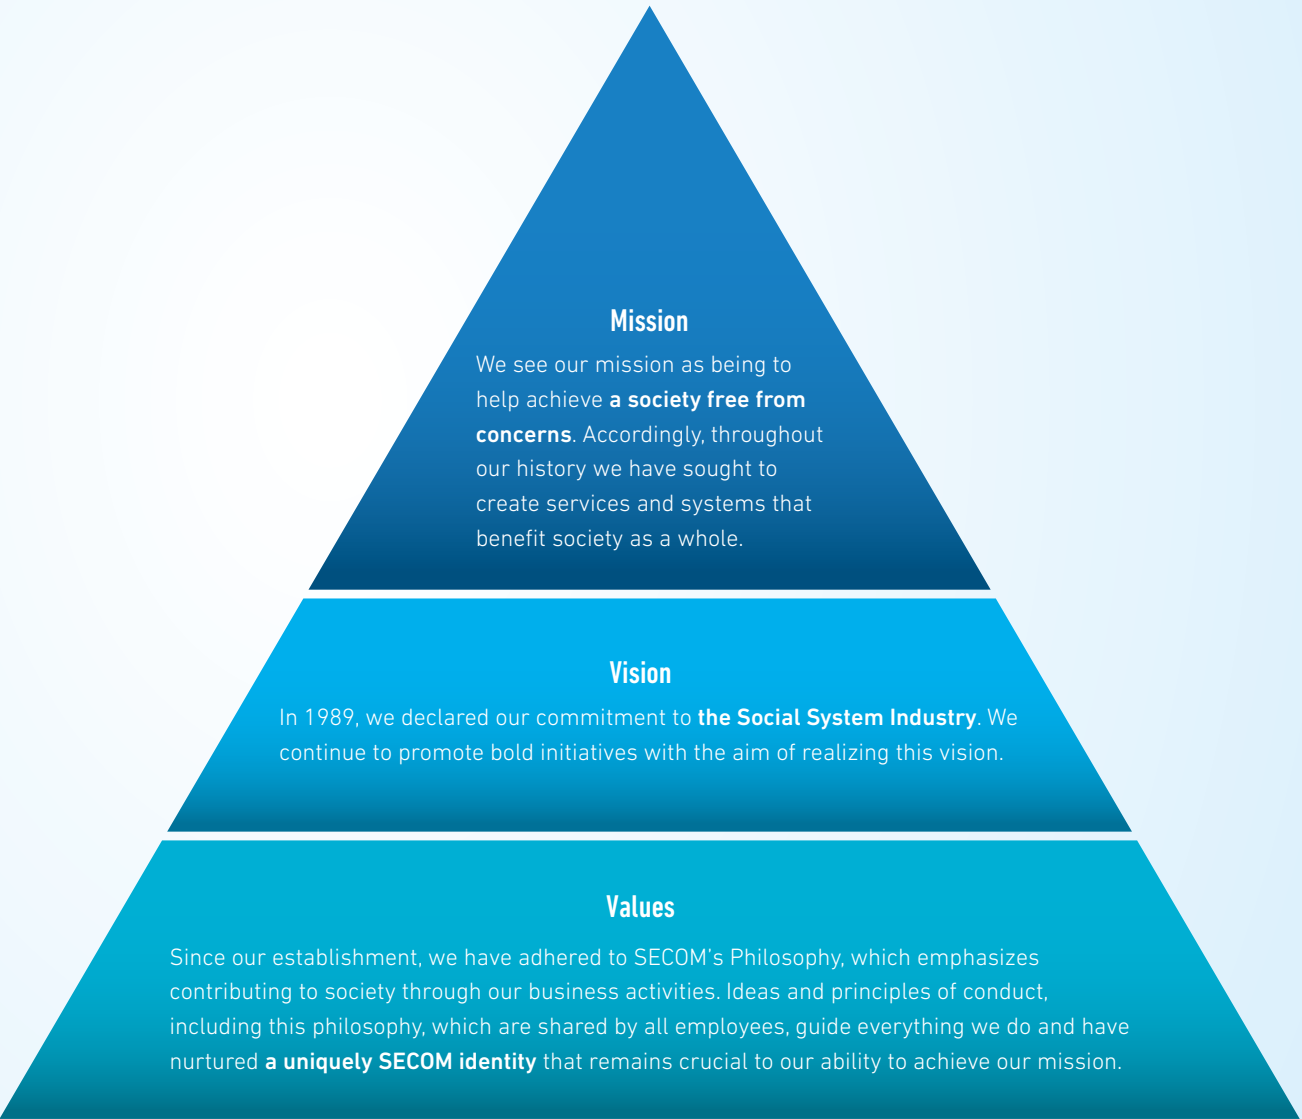 Mission
We see our mission as being to
help achieve a society free from
concerns. Accordingly, throughout
our history we have sought to
create services and systems that
benefit society as a whole.
Vision
In 1989, we declared our commitment to the Social System Industry. We
continue to promote bold initiatives with the aim of realizing this vision.
Values
Since our establishment, we have adhered to SECOM’s Philosophy, which emphasizes
contributing to society through our business activities. Ideas and principles of conduct,
including this philosophy, which are shared by all employees, guide everything we do and have
nurtured a uniquely SECOM identity that remains crucial to our ability to achieve our mission.